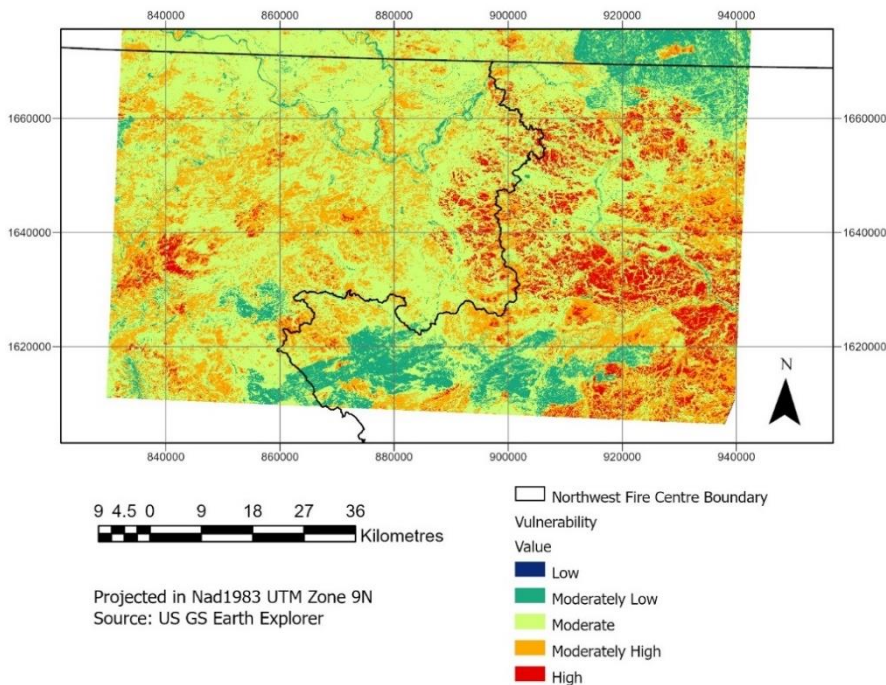 840000 860000 880000 900000 920000 940000
1660000 1660000
1640000 1640000
1620000 1620000
N
840000 860000 880000 900000 920000 940000
9 4.5 0 9 18 27 36
Kilometres
Projected in Nad1983 UTM Zone 9N
Source: US GS Earth Explorer
Northwest Fire Centre Boundary
Vulnerability
Value
Low
Moderately Low
Moderate
Moderately High
High